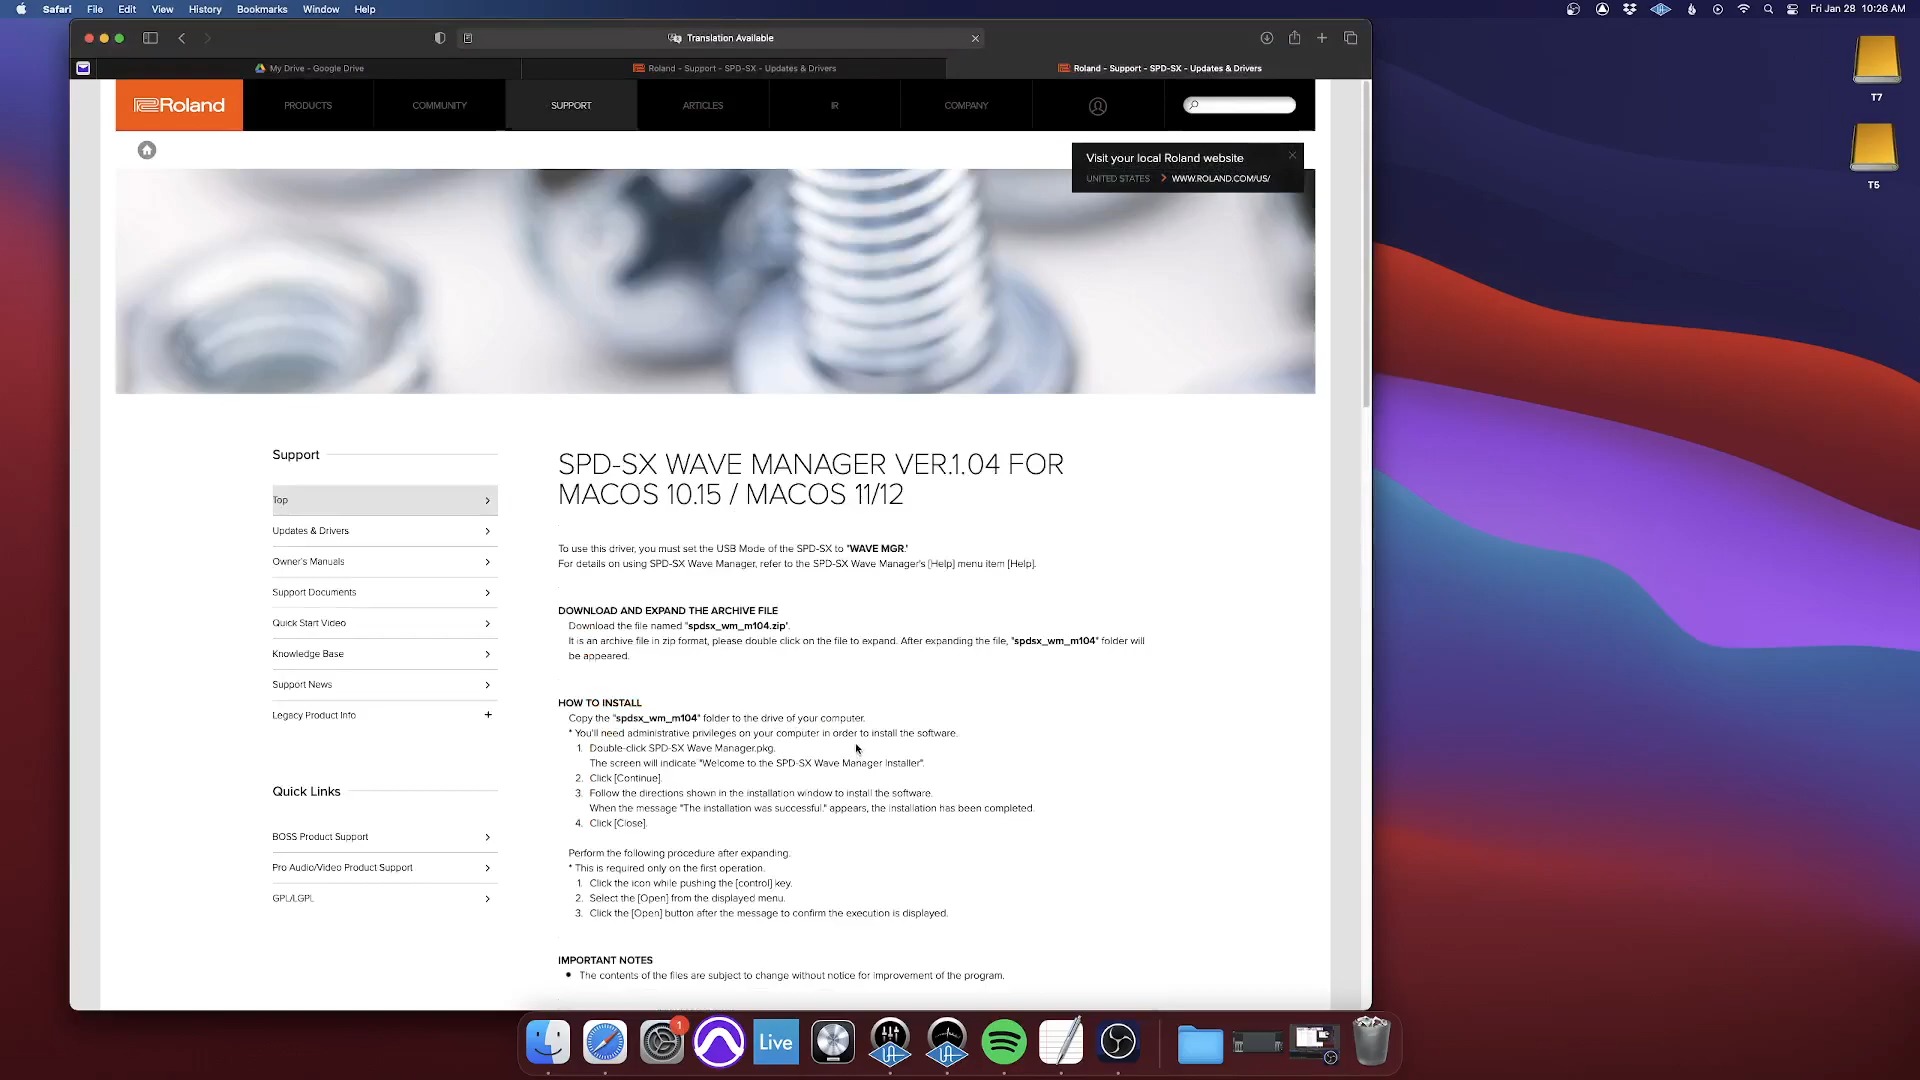 Safari File Edit View History Bookmarks Window Help
Fri Jan 28 10:26 AM
Translation Available
My Drive - Google Drive
Roland - Support - SPD-SX - Updates & Drivers
Roland - Support - SPD-SX - Updates & Drivers
Roland
PRODUCTS
COMMUNITY
SUPPORT
ARTICLES
IR
COMPANY
Visit your local Roland website
UNITED STATES WWW.ROLAND.COM/US/
T7
T5
Support
Top
Updates & Drivers
Owner's Manuals
Support Documents
Quick Start Video
Knowledge Base
Support News
Legacy Product Info +
Quick Links
BOSS Product Support
Pro Audio/Video Product Support
GPL/LGPL
SPD-SX WAVE MANAGER VER.1.04 FOR
MACOS 10.15 / MACOS 11/12
To use this driver, you must set the USB Mode of the SPD-SX to "WAVE MGR."
For details on using SPD-SX Wave Manager, refer to the SPD-SX Wave Manager's [Help] menu item [Help].
DOWNLOAD AND EXPAND THE ARCHIVE FILE
Download the file named "spdsx_wm_m104.zip".
It is an archive file in zip format, please double click on the file to expand. After expanding the file, "spdsx_wm_m104" folder will
be appeared.
HOW TO INSTALL
Copy the "spdsx_wm_m104" folder to the drive of your computer.
* You'll need administrative privileges on your computer in order to install the software.
1. Double-click SPD-SX Wave Manager.pkg.
The screen will indicate "Welcome to the SPD-SX Wave Manager Installer".
2. Click [Continue].
3. Follow the directions shown in the installation window to install the software.
When the message "The installation was successful." appears, the installation has been completed.
4. Click [Close].
Perform the following procedure after expanding.
* This is required only on the first operation.
1. Click the icon while pushing the [control] key.
2. Select the [Open] from the displayed menu.
3. Click the [Open] button after the message to confirm the execution is displayed.
IMPORTANT NOTES
• The contents of the files are subject to change without notice for improvement of the program.
1
Live